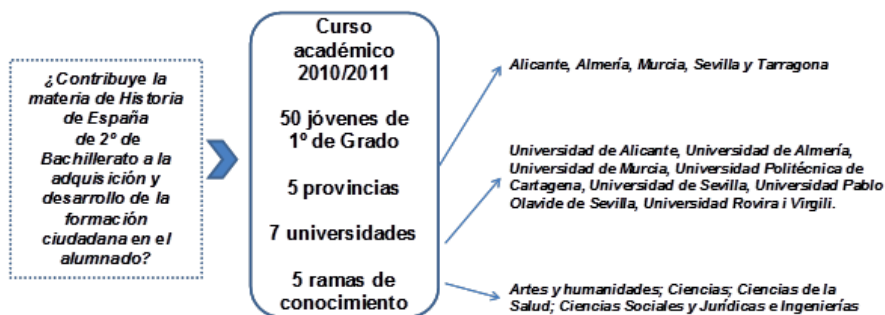 ¿Contribuye la
materia de Historia
de España
de 2º de
Bachillerato a la
adquisición y
desarrollo de la
formación
ciudadana en el
alumnado?
Curso
académico
2010/2011
50 jóvenes de
1º de Grado
5 provincias
7 universidades
5 ramas de
conocimiento
Alicante, Almería, Murcia, Sevilla y Tarragona
Universidad de Alicante, Universidad de Almería,
Universidad de Murcia, Universidad Politécnica de
Cartagena, Universidad de Sevilla, Universidad Pablo
Olavide de Sevilla, Universidad Rovira i Virgili.
Artes y humanidades; Ciencias; Ciencias de la
Salud; Ciencias Sociales y Jurídicas e Ingenierías